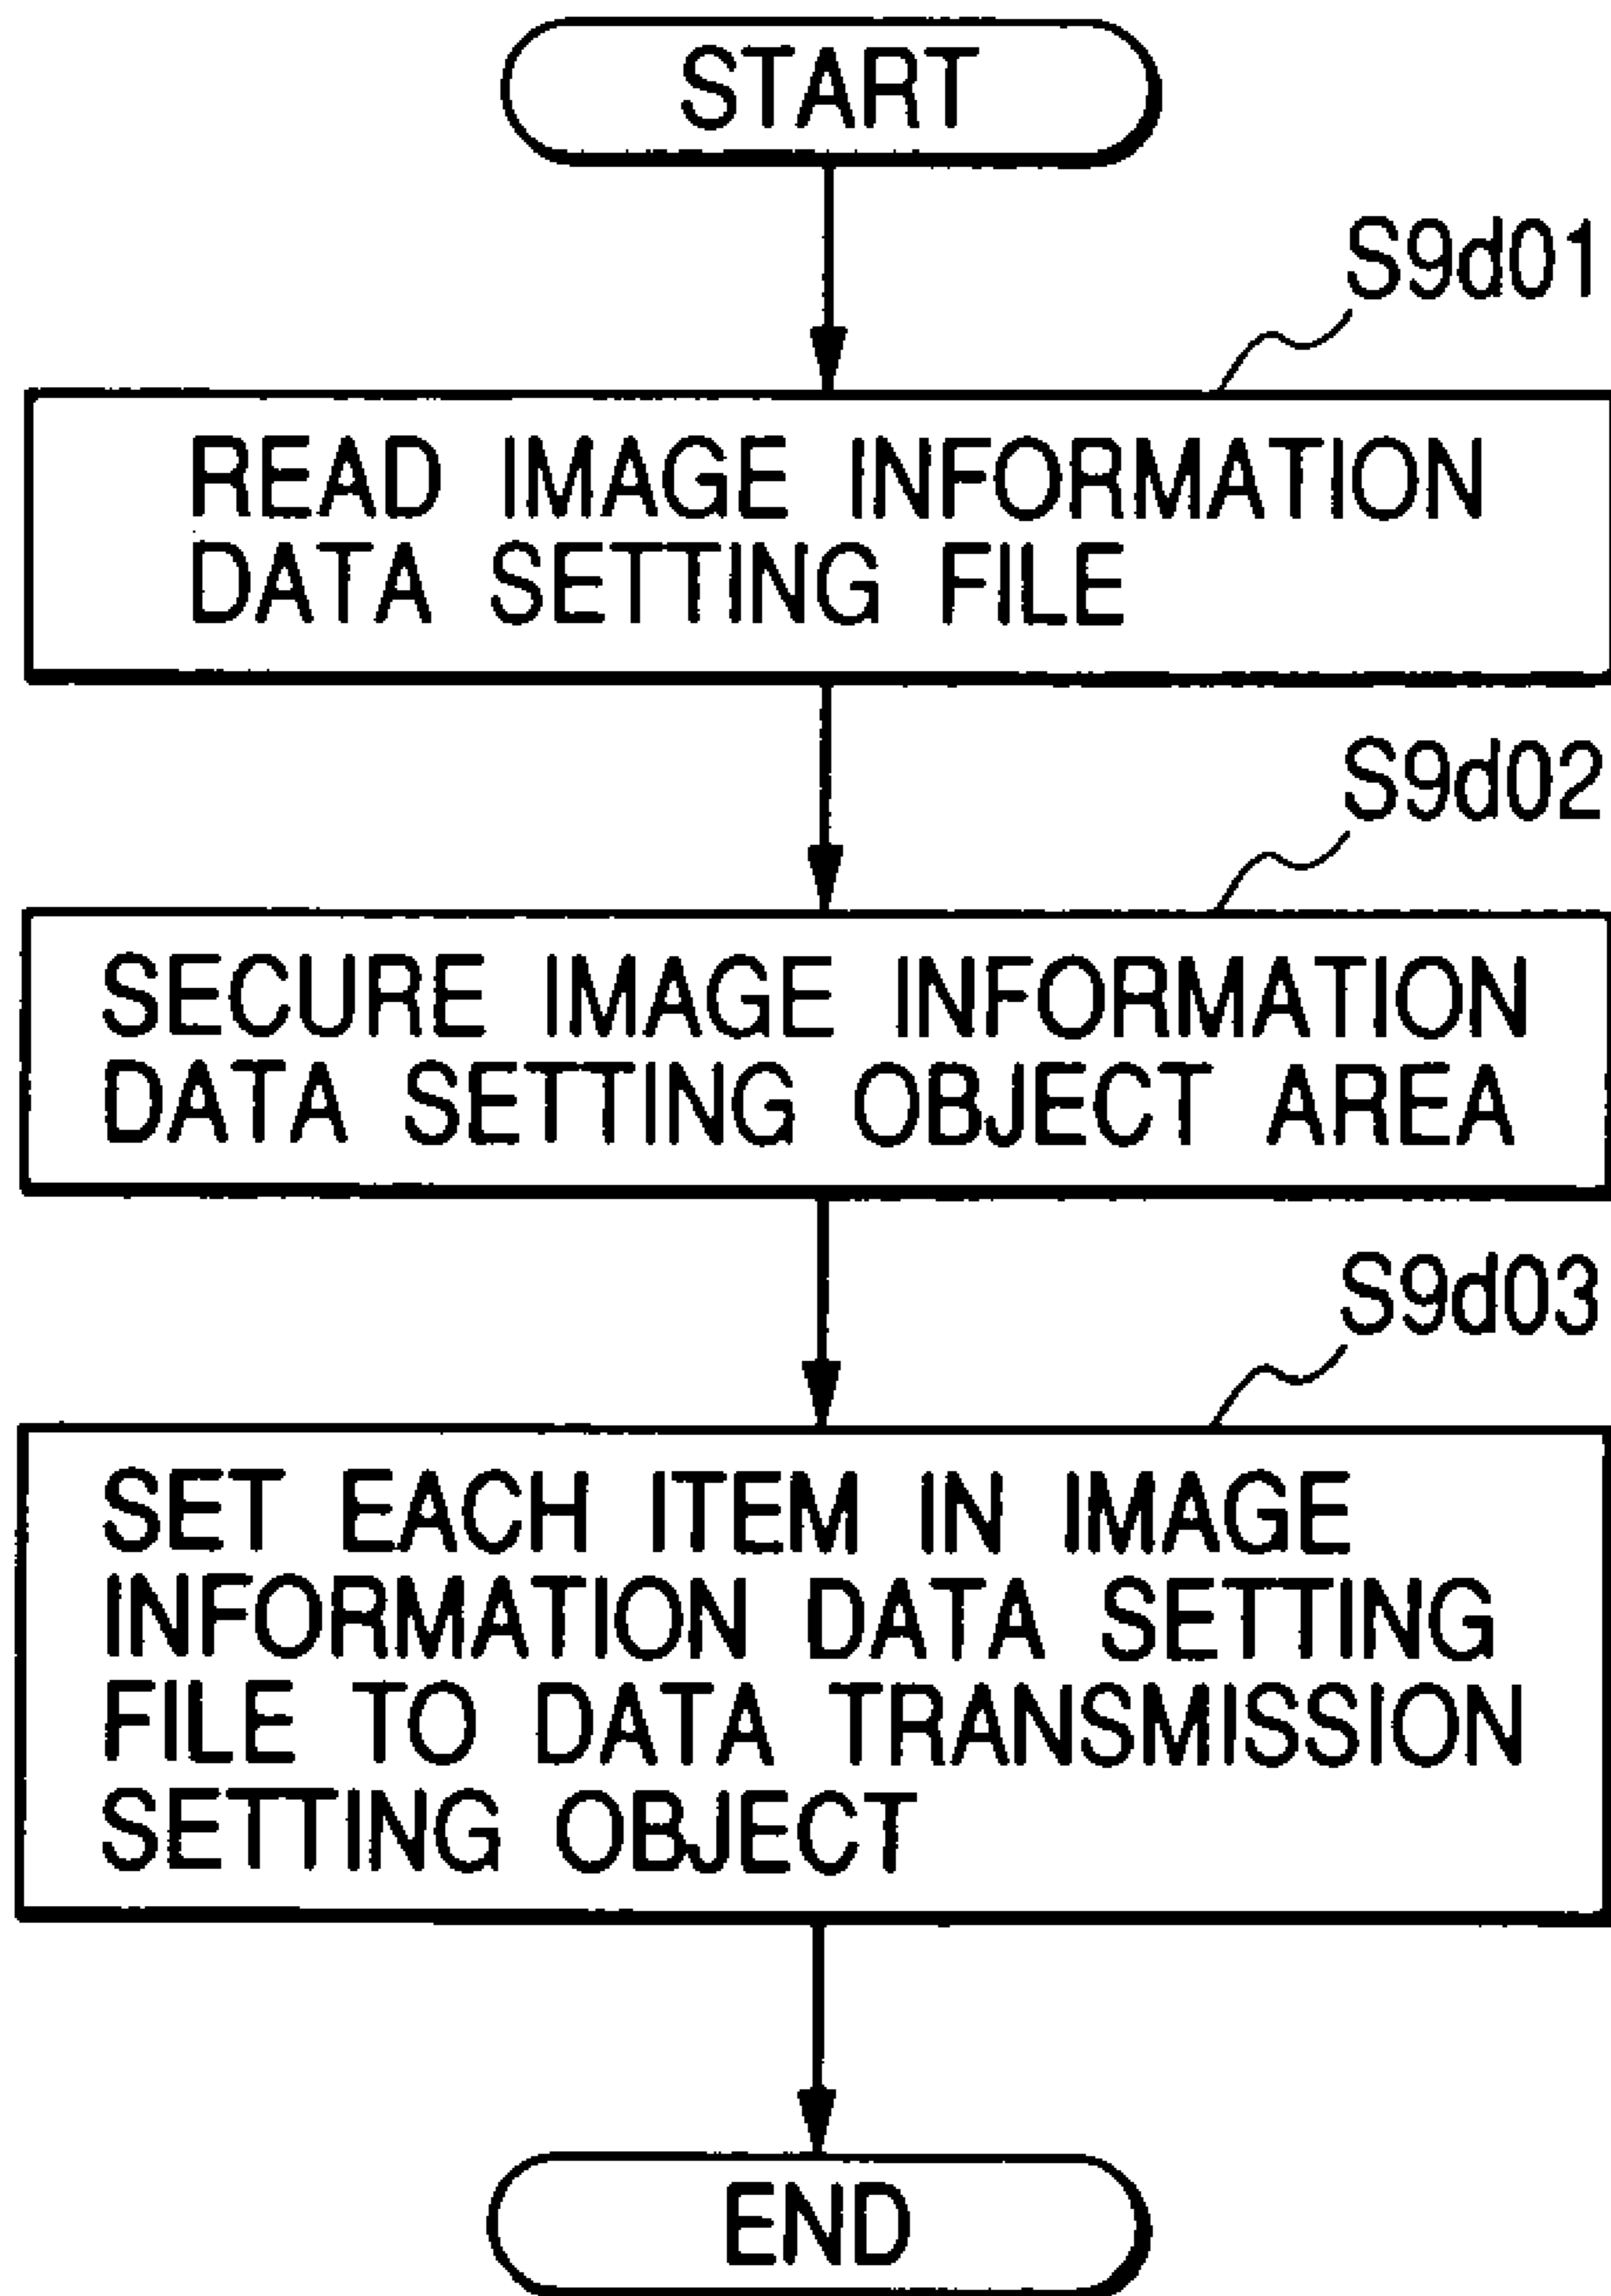 START
S9d01
READ IMAGE INFORMATION
DATA SETTING FILE
S9d02
SECURE IMAGE INFORMATION
DATA SETTING OBJECT AREA
S9d03
SET EACH ITEM IN IMAGE
INFORMATION DATA SETTING
FILE TO DATA TRANSMISSION
SETTING OBJECT
END